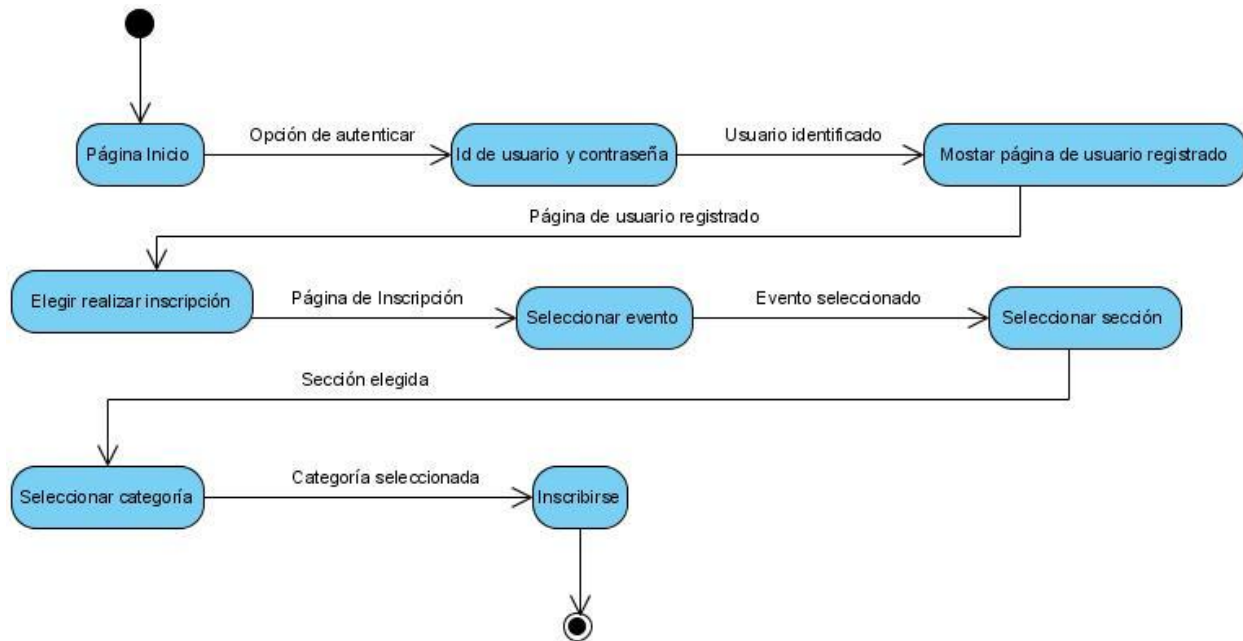 Opción de autenticar
Usuario identificado
Página Inicio
Id de usuario y contraseña
Mostar página de usuario registrado
Página de usuario registrado
Elegir realizar inscripción
Página de Inscripción
Seleccionar evento
Evento seleccionado
Seleccionar sección
Sección elegida
Seleccionar categoría
Categoría seleccionada
Inscribirse